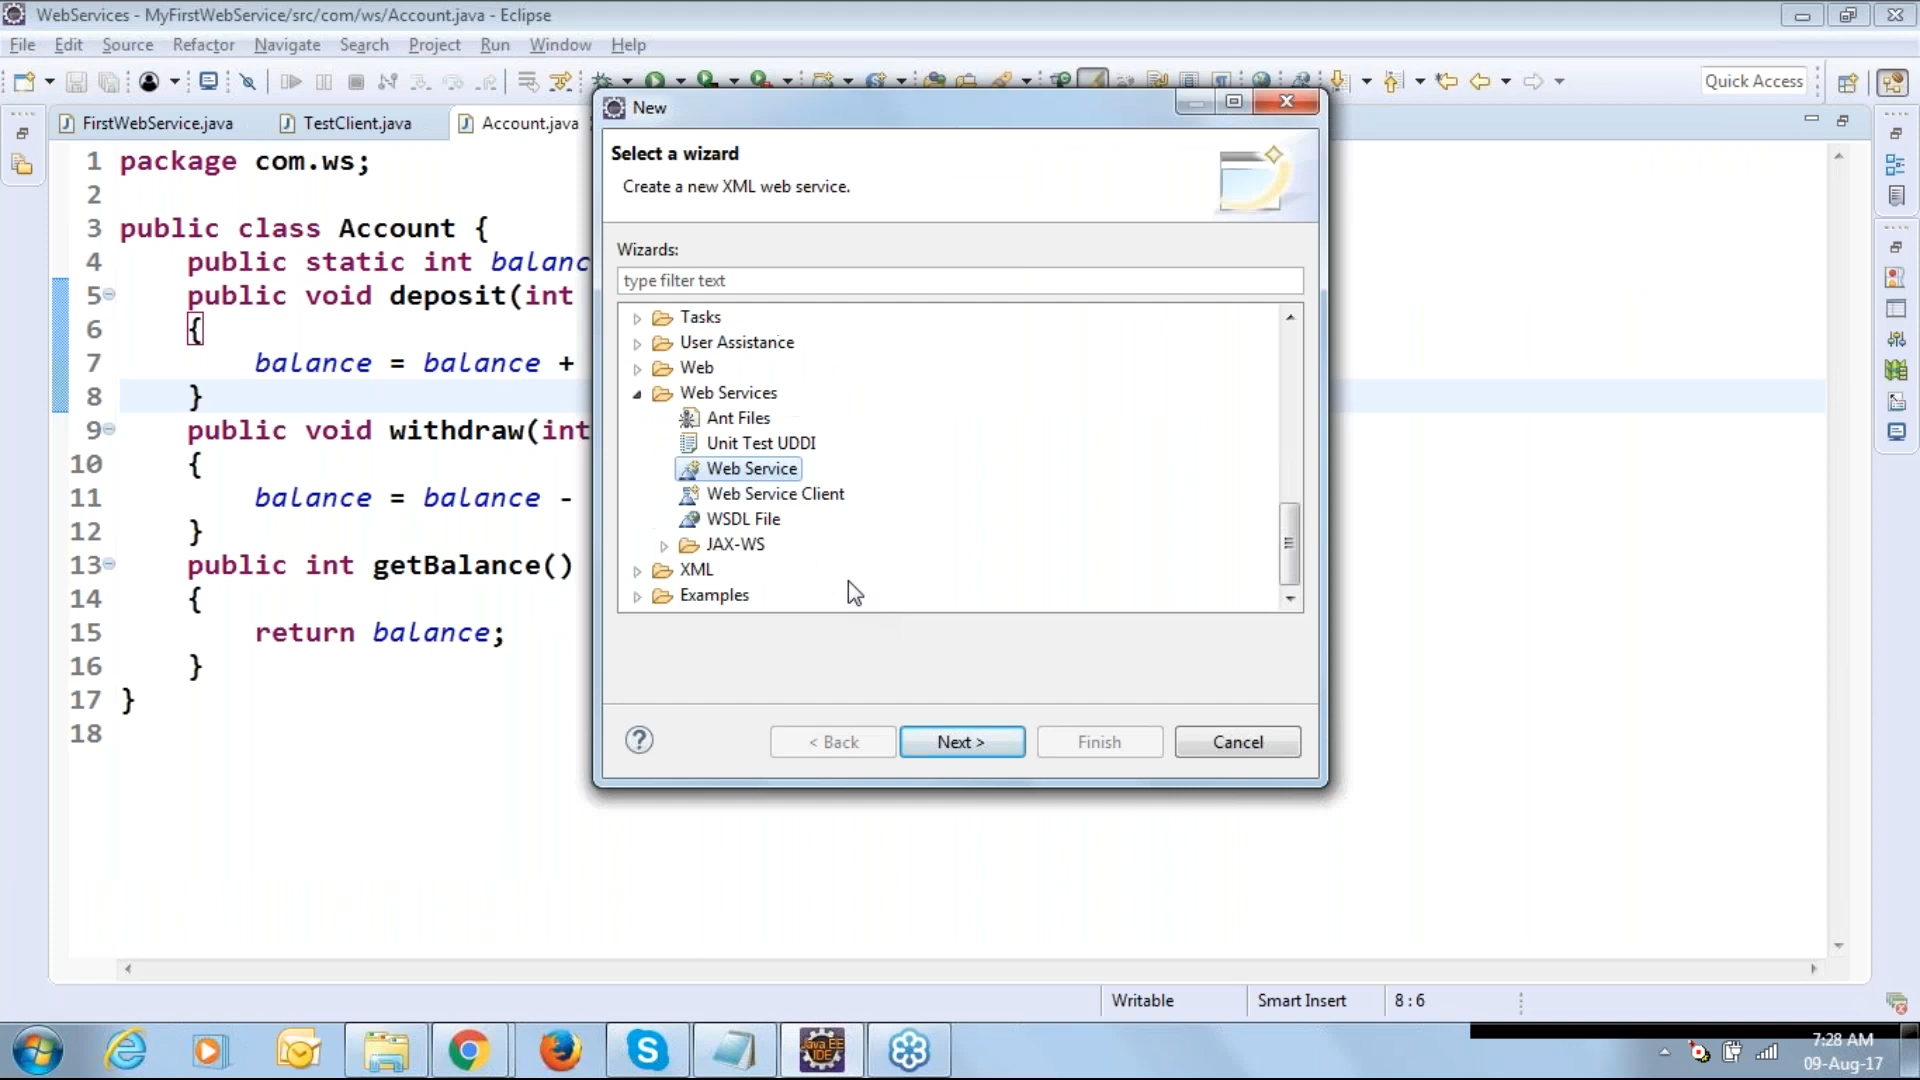 WebServices - MyFirstWebService/src/com/ws/Account.java - Eclipse
File Edit Source Refactor Navigate Search Project Run Window Help
Quick Access
FirstWebService.java TestClient.java Account.java
1 package com.ws;
2
3 public class Account {
4 public static int balanc
5 public void deposit(int
6 {
7 balance = balance +
8 }
9 public void withdraw(int
10 {
11 balance = balance -
12 }
13 public int getBalance()
14 {
15 return balance;
16 }
17 }
18
New
Select a wizard
Create a new XML web service.
Wizards:
type filter text
Tasks
User Assistance
Web
Web Services
Ant Files
Unit Test UDDI
Web Service
Web Service Client
WSDL File
JAX-WS
XML
Examples
? < Back Next > Finish Cancel
Writable Smart Insert 8 : 6
Java EE
IDE
7:28 AM
09-Aug-17